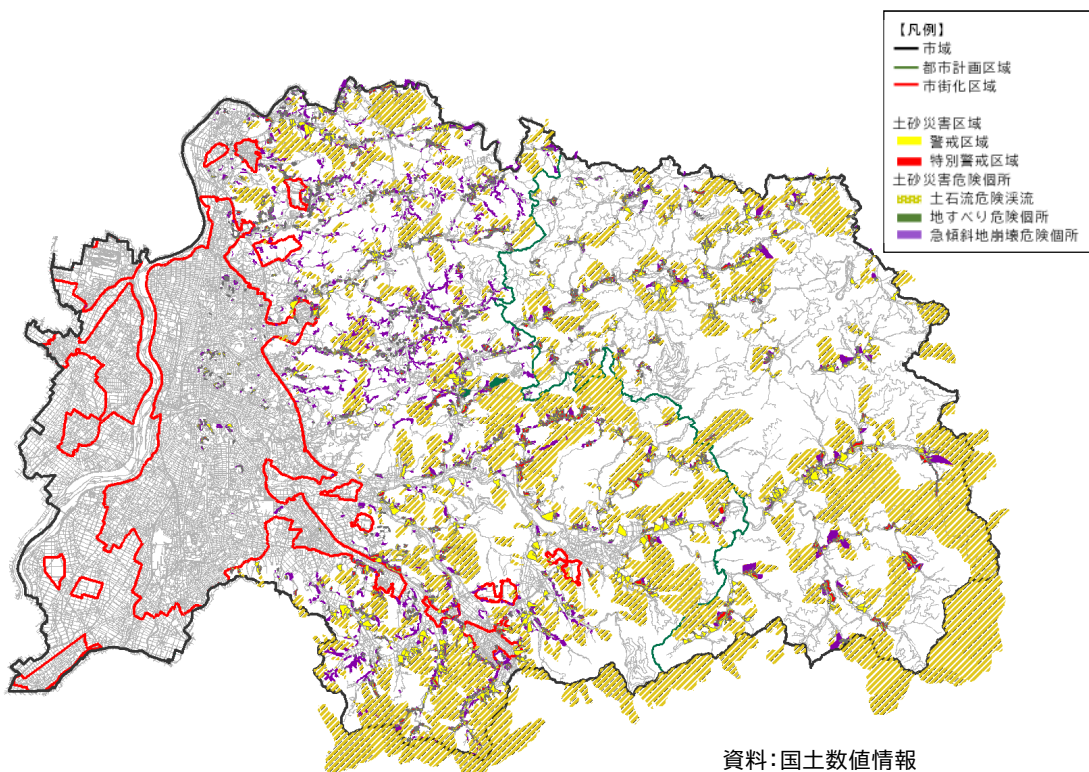 【凡例】
市域
都市計画区域
市街化区域
土砂災害区域
警戒区域
特別警戒区域
土砂災害危険個所
土石流危険渓流
地すべり危険個所
急傾斜地崩壊危険個所
資料:国土数値情報